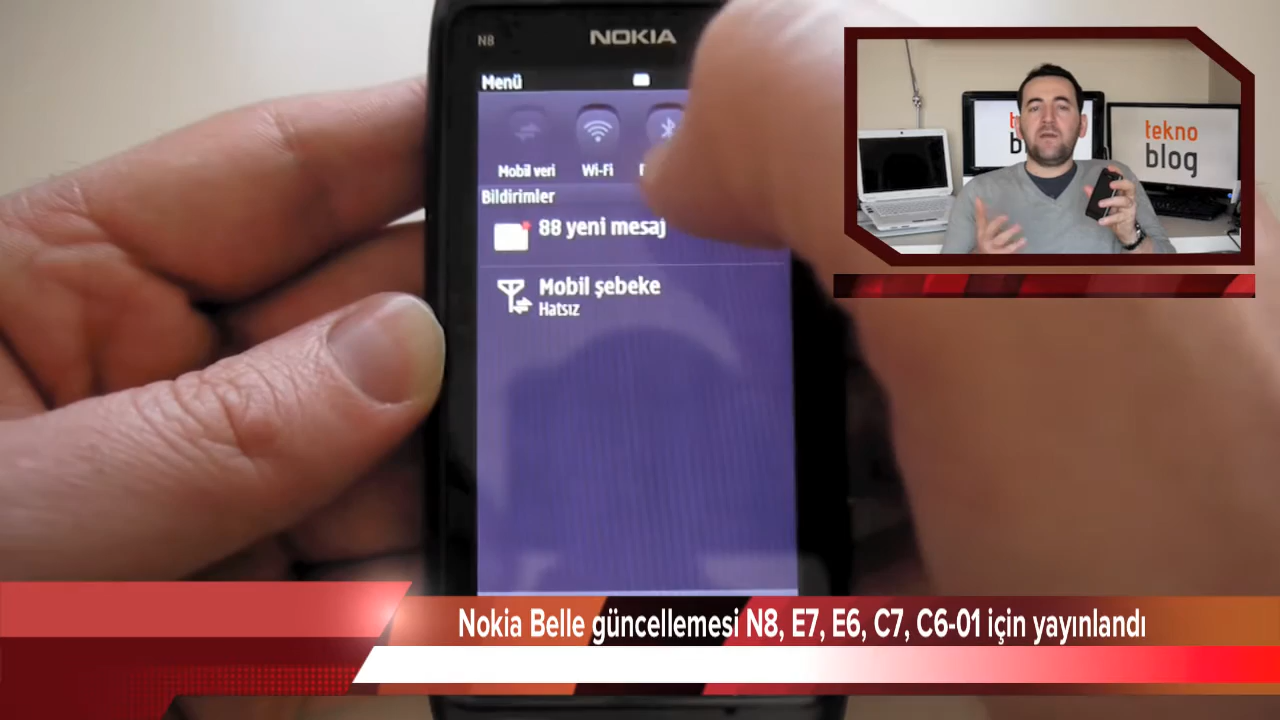 N8
NOKIA
Menü
Mobil veri
Wi-Fi
Bildirimler
88 yeni mesaj
Mobil şebeke
Hatsız
tekno
blog
Nokia Belle güncellemesi N8, E7, E6, C7, C6-01 için yayınlandı